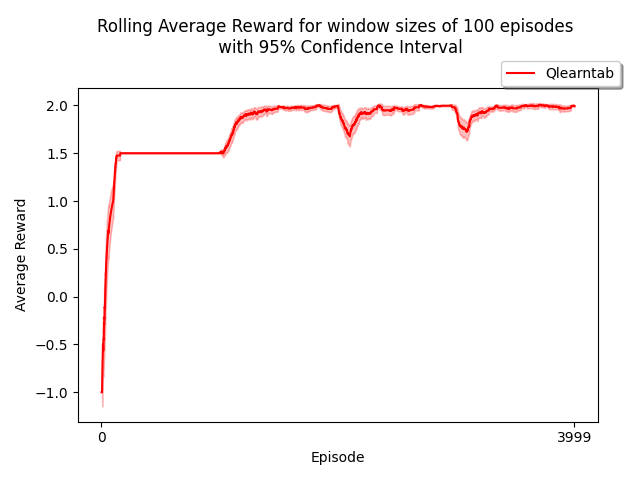 Rolling Average Reward for window sizes of 100 episodes
with 95% Confidence Interval
Qlearntab
2.0
1.5
1.0
0.5
0.0
−0.5
−1.0
Average Reward
0
3999
Episode